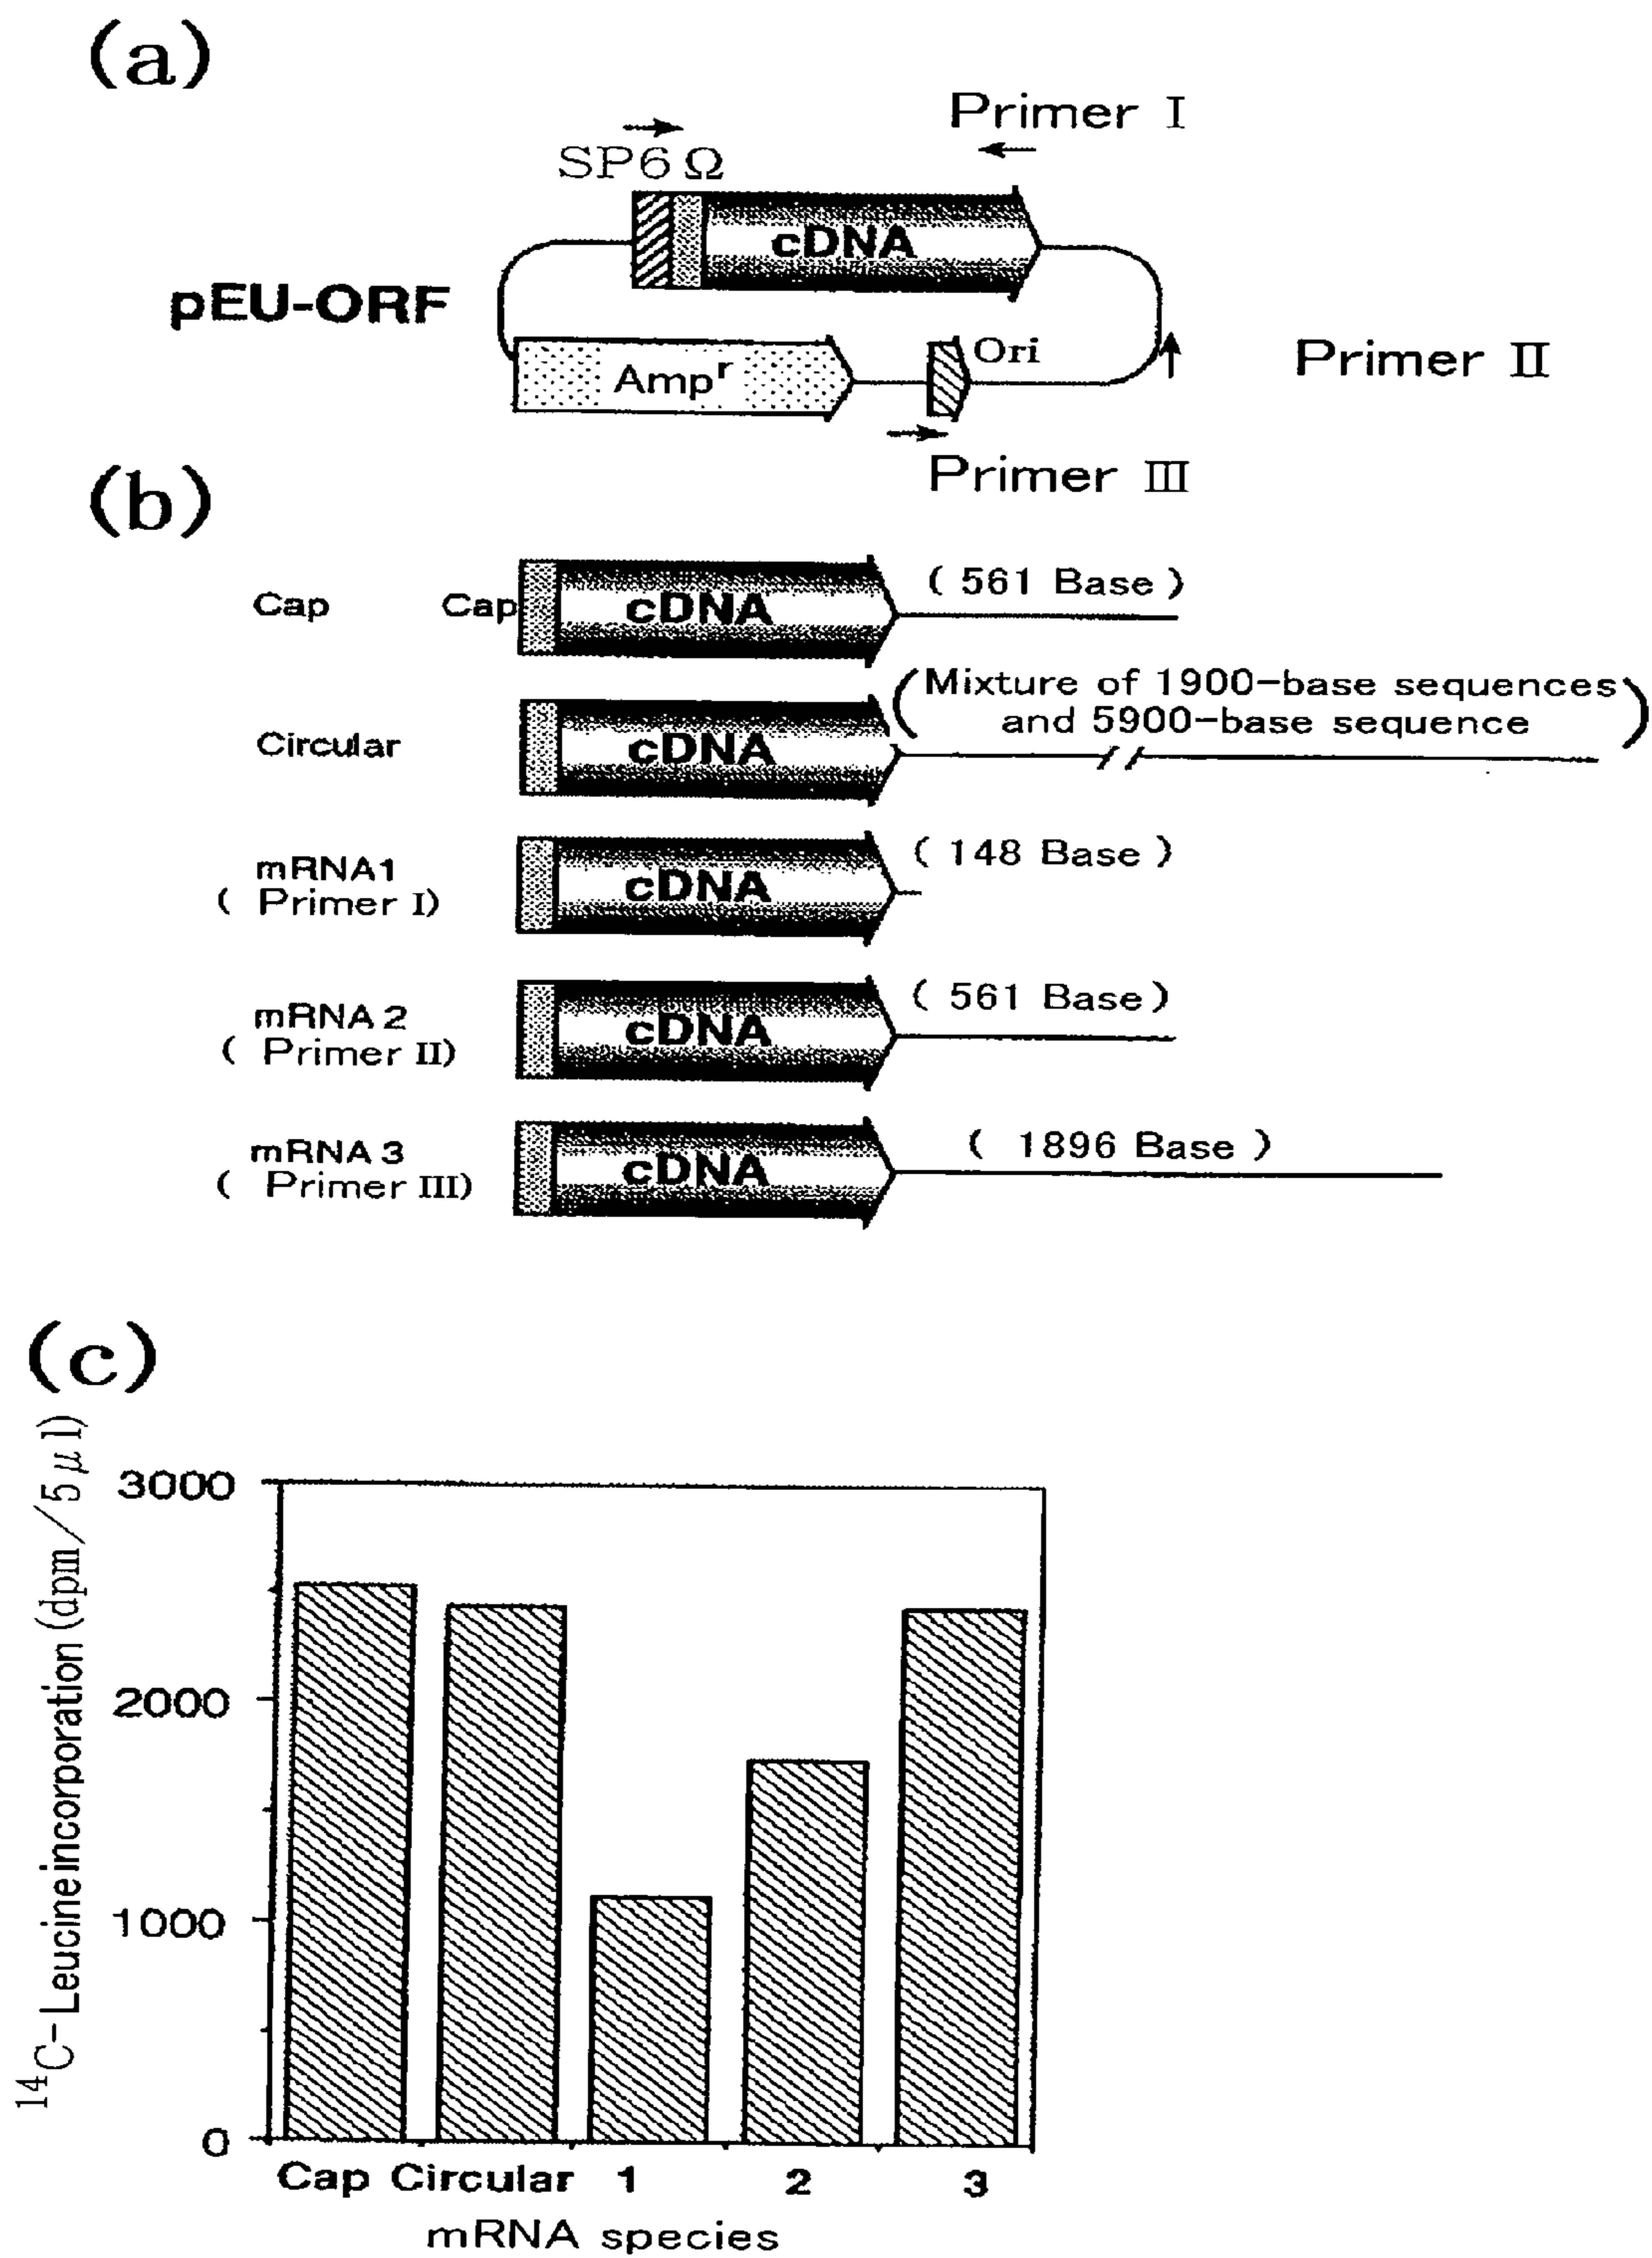 (a)
Primer I
SP6 Ω
cDNA
pEU-ORF
Ori
Ampʳ
Primer II
Primer III
(b)
Cap
Cap
cDNA
( 561 Base )
Circular
cDNA
(Mixture of 1900-base sequences
and 5900-base sequence)
mRNA1
( Primer I)
cDNA
( 148 Base )
mRNA 2
( Primer II)
cDNA
( 561 Base)
mRNA 3
( Primer III)
cDNA
( 1896 Base )
(c)
¹⁴C-Leucineincorporation (dpm/5μl)
3000
2000
1000
0
Cap Circular 1 2 3
mRNA species